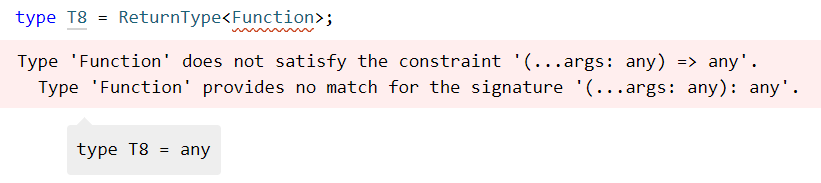 type T8 = ReturnType<Function>;
Type 'Function' does not satisfy the constraint '(...args: any) => any'.
Type 'Function' provides no match for the signature '(...args: any): any'.
type T8 = any